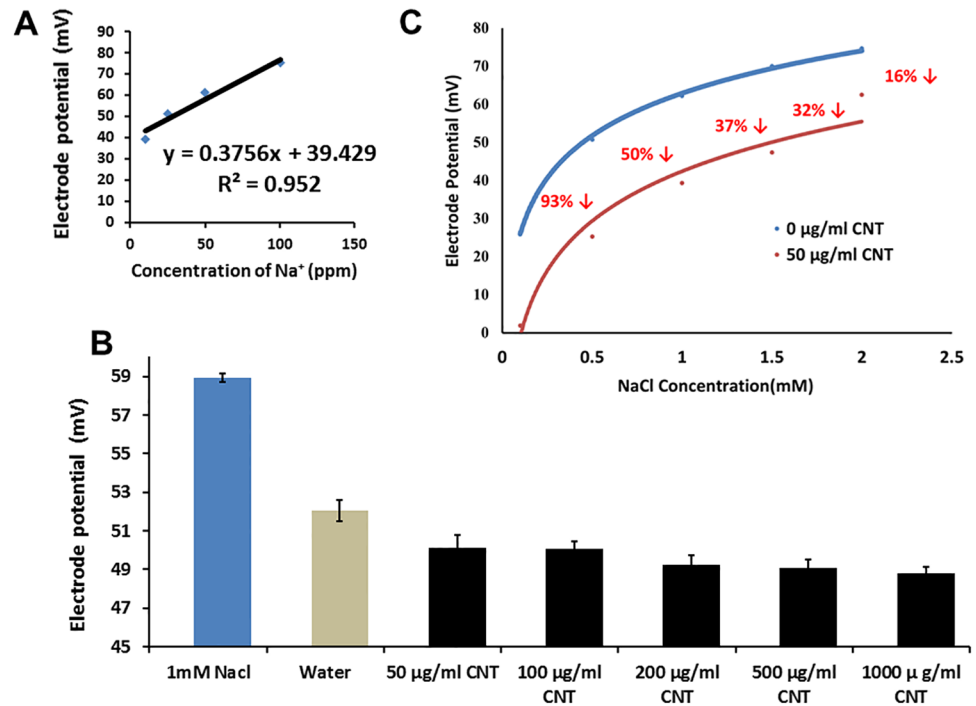 A
Electrode potential (mV)
90
80
70
60
50
40
30
20
10
0
y = 0.3756x + 39.429
R² = 0.952
0
50
100
150
Concentration of Na⁺ (ppm)
C
Electrode Potential (mV)
80
70
60
50
40
30
20
10
0
16% ↓
32% ↓
37% ↓
50% ↓
93% ↓
0 µg/ml CNT
50 µg/ml CNT
0
0.5
1
1.5
2
2.5
NaCl Concentration(mM)
B
Electrode potential (mV)
59
57
55
53
51
49
47
45
1mM Nacl
Water
50 µg/ml CNT
100 µg/ml
CNT
200 µg/ml
CNT
500 µg/ml
CNT
1000 µ g/ml
CNT